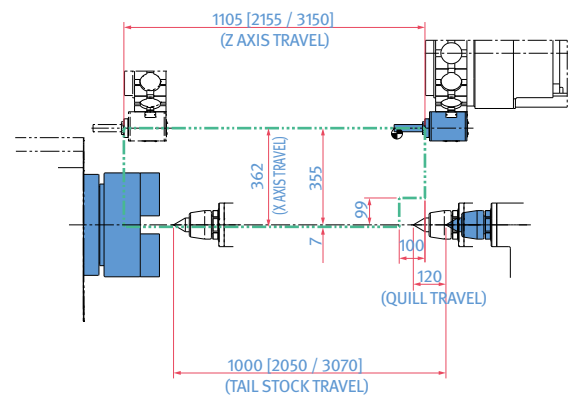 1105 [2155 / 3150]
(Z AXIS TRAVEL)
362
(X AXIS TRAVEL)
355
99
7
100
120
(QUILL TRAVEL)
1000 [2050 / 3070]
(TAIL STOCK TRAVEL)